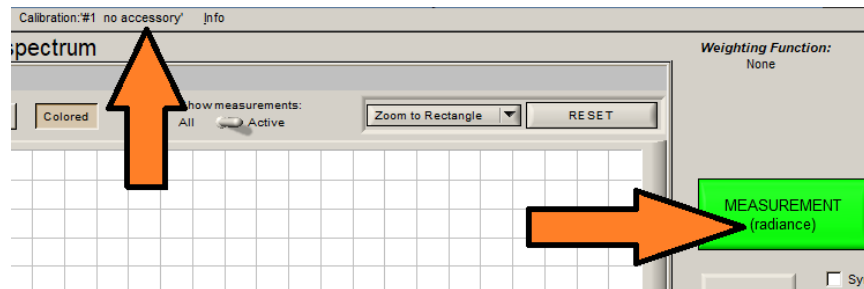 Calibration:'#1 no accessory' Info
spectrum
Weighting Function:
None
Colored
show measurements:
All Active
Zoom to Rectangle
RESET
MEASUREMENT
(radiance)